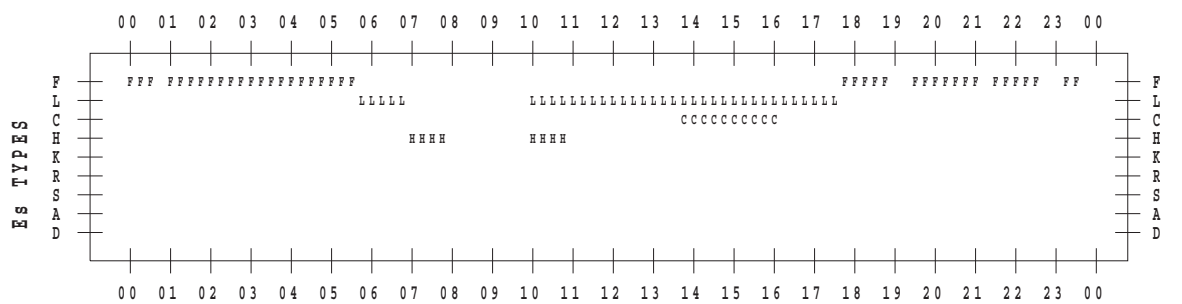 00 01 02 03 04 05 06 07 08 09 10 11 12 13 14 15 16 17 18 19 20 21 22 23 00
Es TYPES
F FFF FFFFFFFFFFFFFFFFFFF FFFFF FFFFFFF FFFFF FF F
L LLLLL LLLLLLLLLLLLLLLLLLLLLLLLLLLLLLL L
C CCCCCCCCCC C
H HHHH HHHH H
K K
R R
S S
A A
D D
00 01 02 03 04 05 06 07 08 09 10 11 12 13 14 15 16 17 18 19 20 21 22 23 00